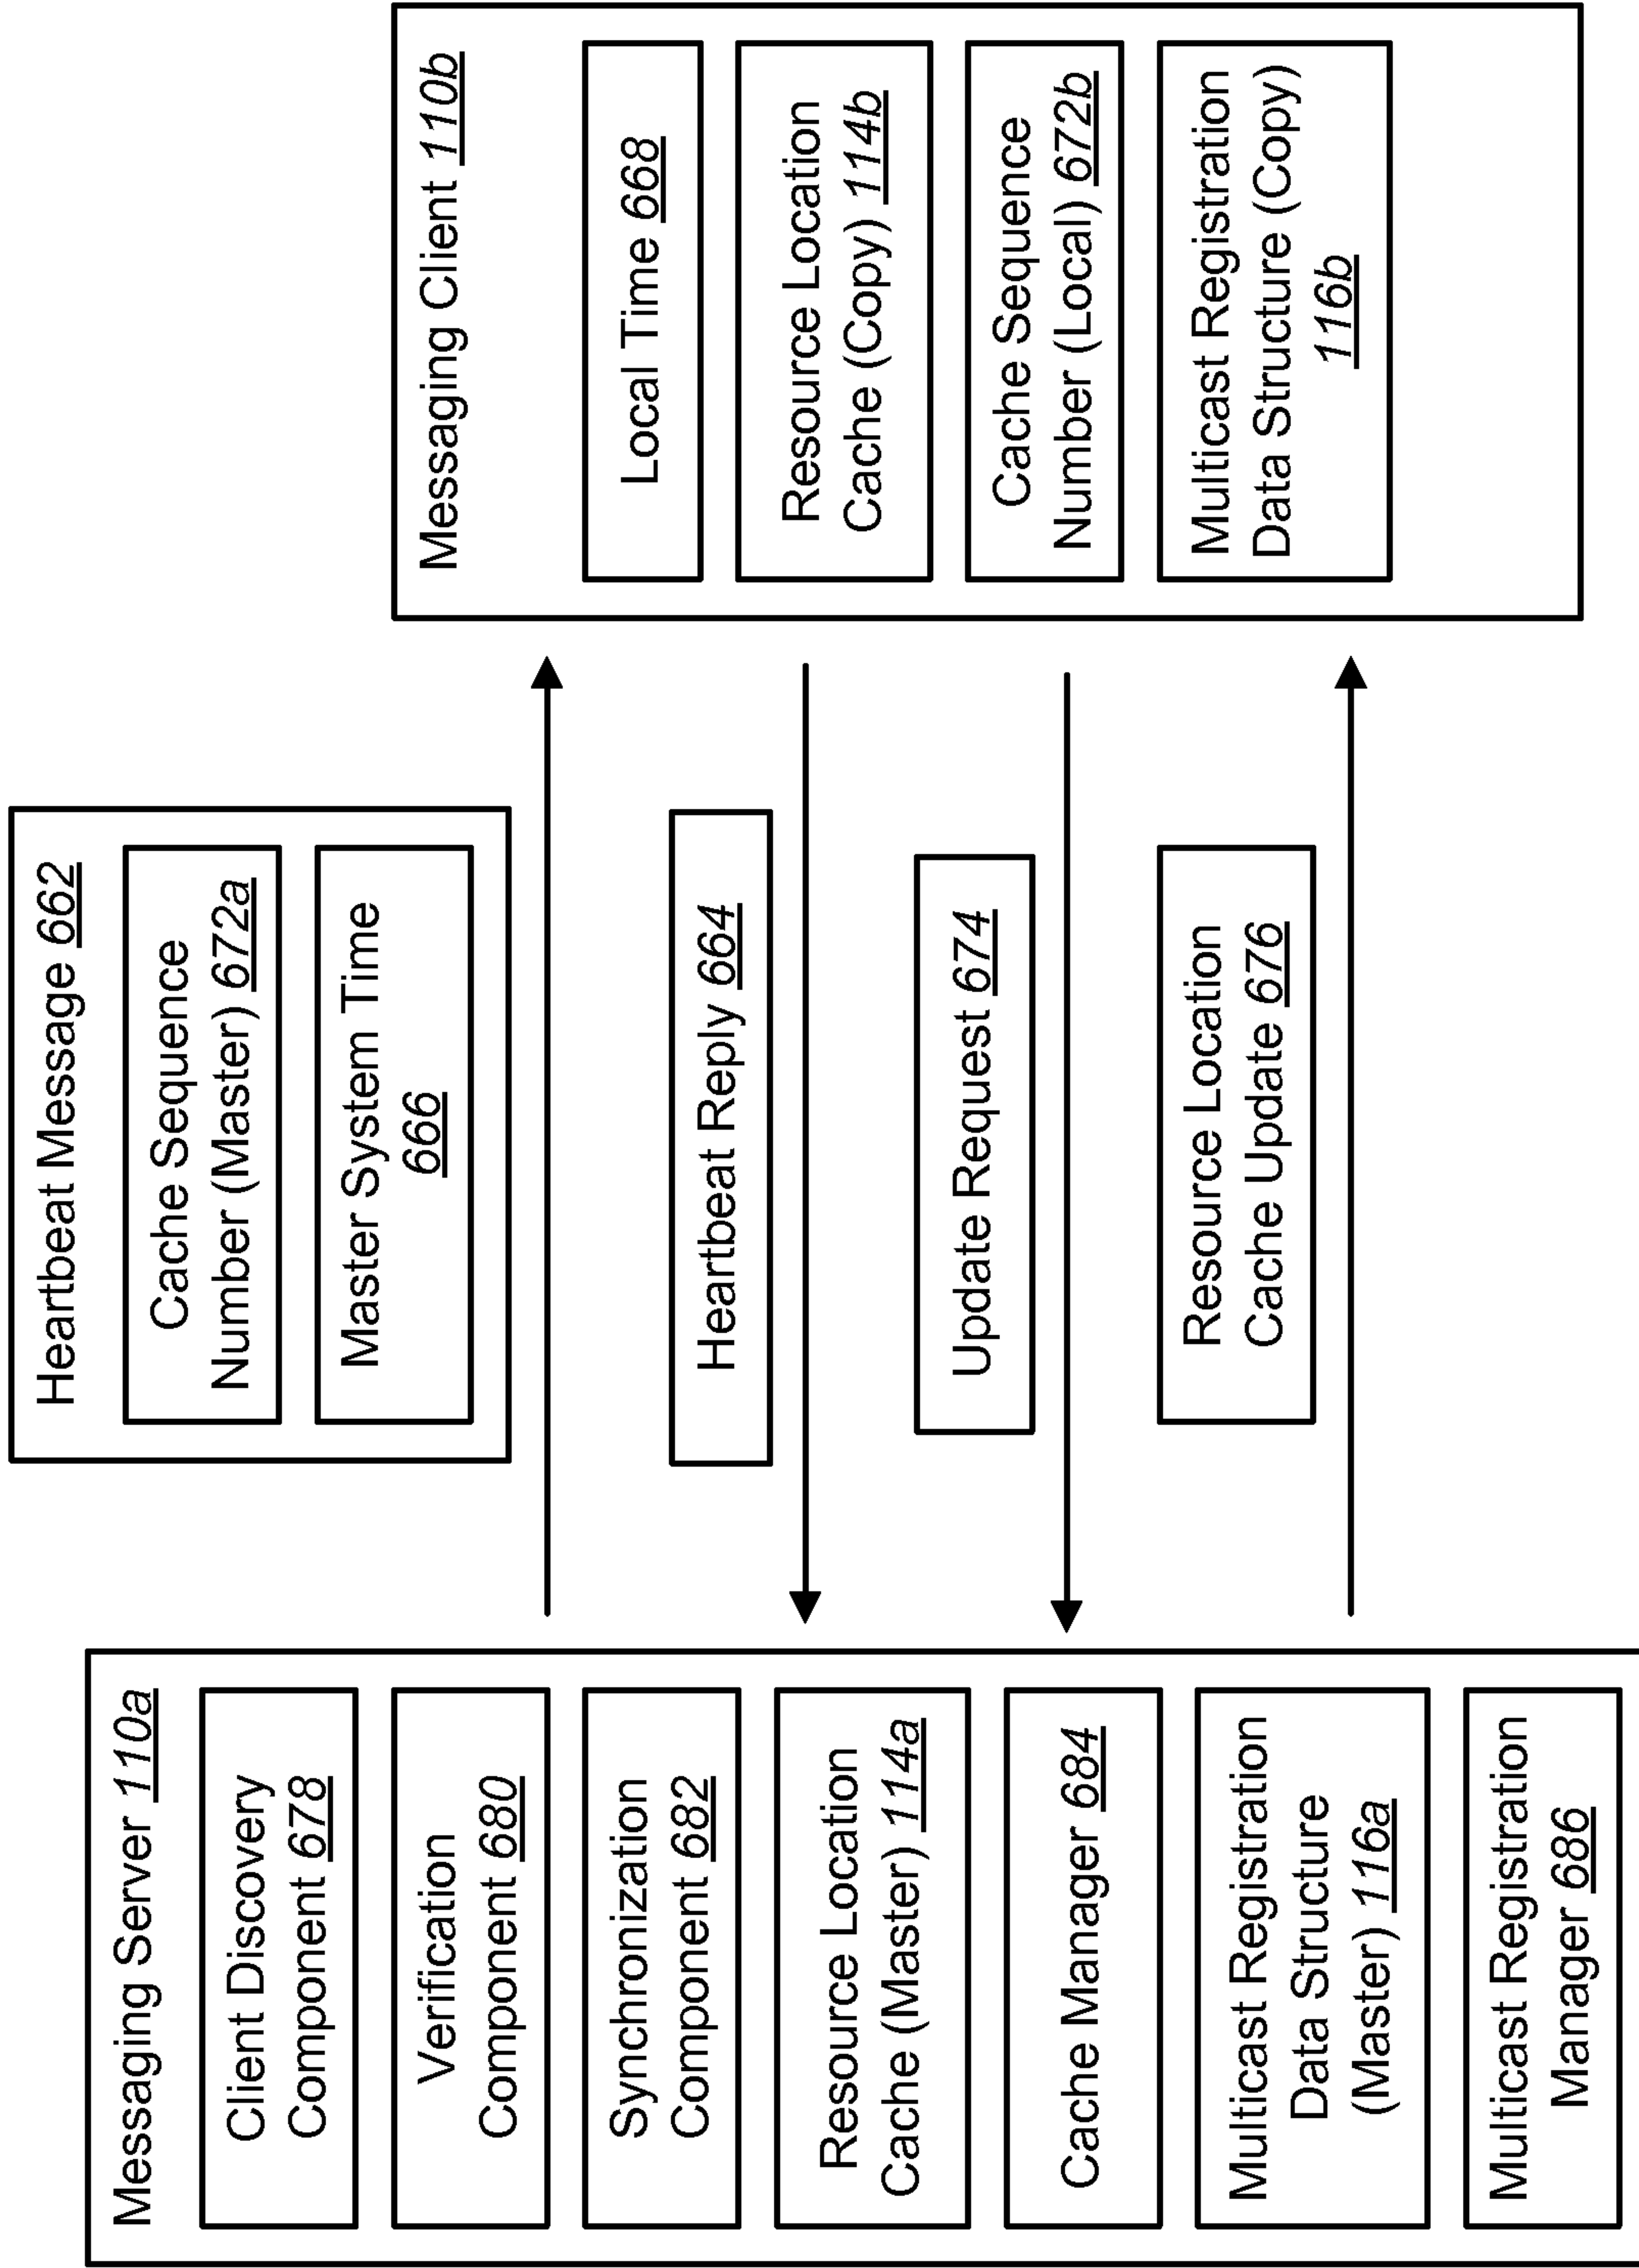 Messaging Server 110a
Client Discovery
Component 678
Verification
Component 680
Synchronization
Component 682
Resource Location
Cache (Master) 114a
Cache Manager 684
Multicast Registration
Data Structure
(Master) 116a
Multicast Registration
Manager 686
Heartbeat Message 662
Cache Sequence
Number (Master) 672a
Master System Time
666
Heartbeat Reply 664
Update Request 674
Resource Location
Cache Update 676
Messaging Client 110b
Local Time 668
Resource Location
Cache (Copy) 114b
Cache Sequence
Number (Local) 672b
Multicast Registration
Data Structure (Copy)
116b